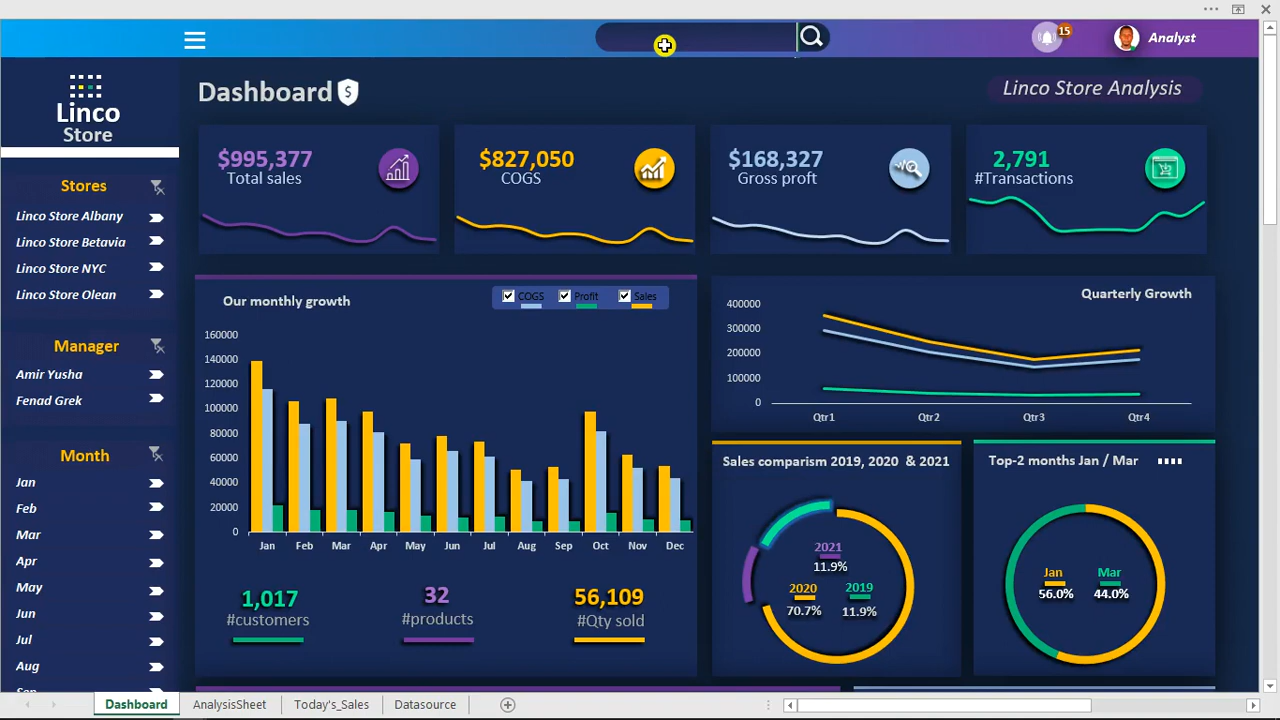 15
Analyst
Linco
Store
Dashboard
$
Linco Store Analysis
$995,377
Total sales
$827,050
COGS
$168,327
Gross proft
2,791
#Transactions
Stores
Linco Store Albany
Linco Store Betavia
Linco Store NYC
Linco Store Olean
Manager
Amir Yusha
Fenad Grek
Month
Jan
Feb
Mar
Apr
May
Jun
Jul
Aug
Sep
Our monthly growth
COGS Profit Sales
160000
140000
120000
100000
80000
60000
40000
20000
0
Jan Feb Mar Apr May Jun Jul Aug Sep Oct Nov Dec
1,017
#customers
32
#products
56,109
#Qty sold
Quarterly Growth
400000
300000
200000
100000
0
Qtr1 Qtr2 Qtr3 Qtr4
Sales comparism 2019, 2020 & 2021
2021
11.9%
2020 2019
70.7% 11.9%
Top-2 months Jan / Mar
Jan Mar
56.0% 44.0%
Dashboard AnalysisSheet Today's_Sales Datasource